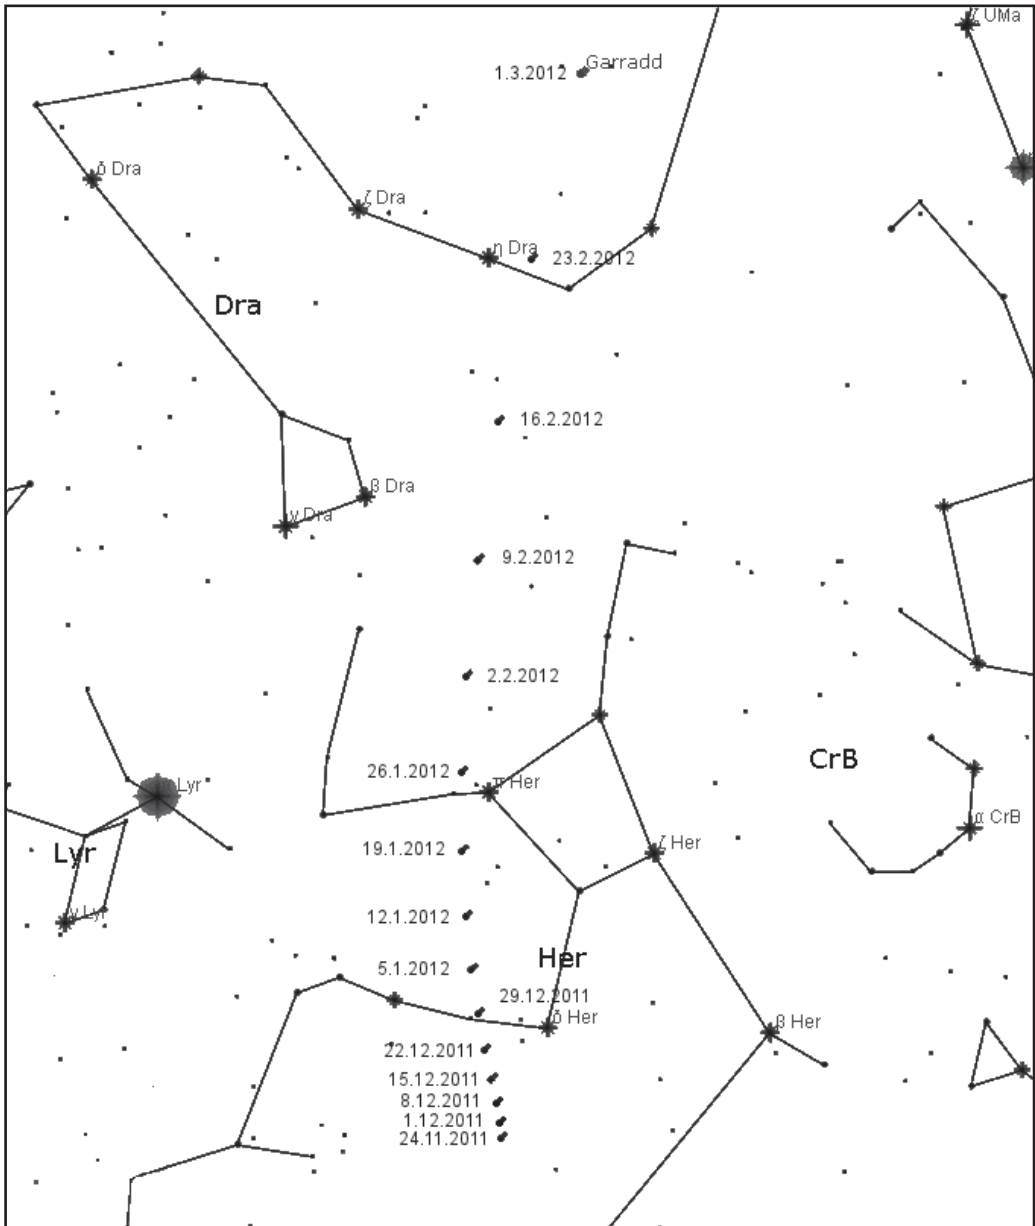 ζ UMa
Garradd
1.3.2012
δ Dra
ζ Dra
η Dra
23.2.2012
Dra
16.2.2012
β Dra
γ Dra
9.2.2012
2.2.2012
CrB
26.1.2012
π Her
Lyr
α CrB
ζ Her
19.1.2012
Lyr
12.1.2012
γ Lyr
Her
5.1.2012
29.12.2011
δ Her
β Her
22.12.2011
15.12.2011
8.12.2011
1.12.2011
24.11.2011